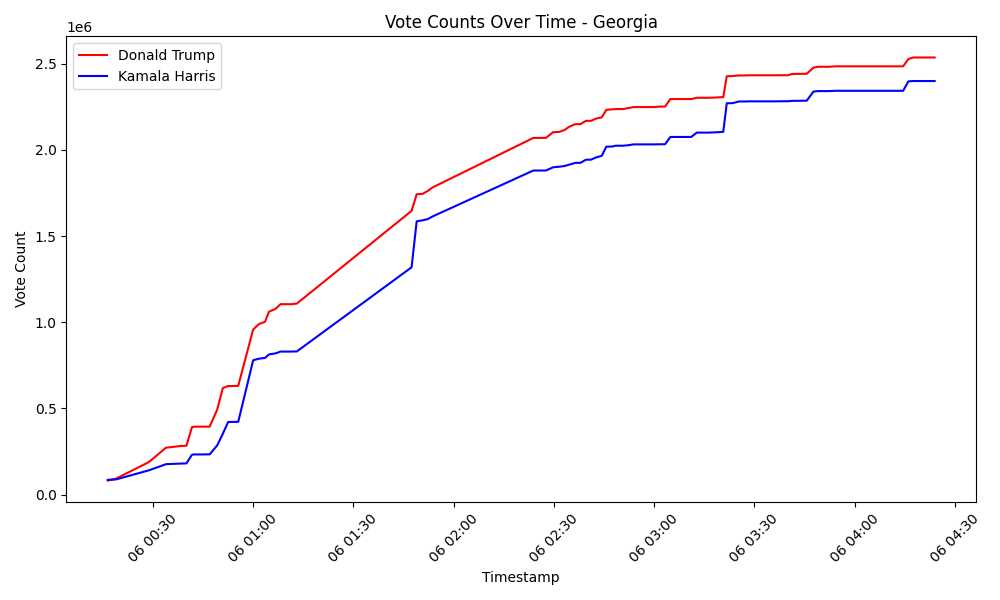 Vote Counts Over Time - Georgia
1e6
Donald Trump
Kamala Harris
2.5
2.0
1.5
1.0
0.5
0.0
Vote Count
06 00:30
06 01:00
06 01:30
06 02:00
06 02:30
06 03:00
06 03:30
06 04:00
06 04:30
Timestamp